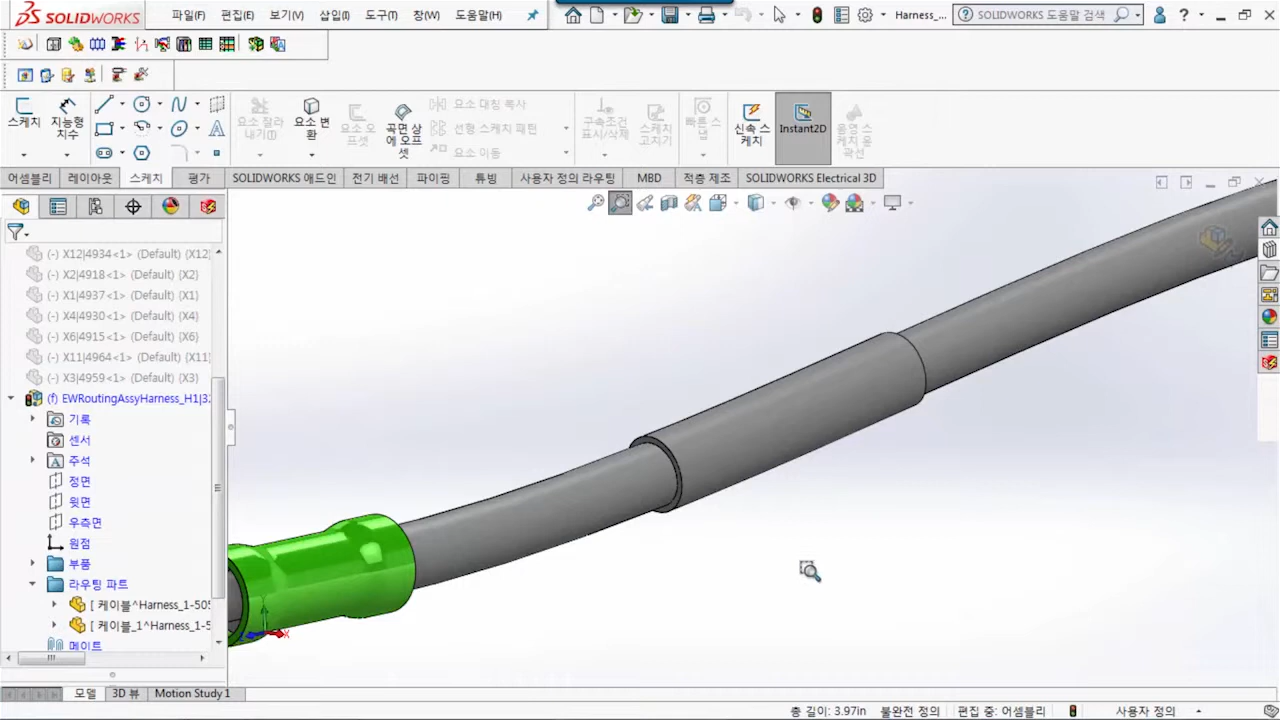 SOLIDWORKS 파일(F) 편집(E) 보기(V) 삽입(I) 도구(T) 창(W) 도움말(H) Harness_... SOLIDWORKS 도움말 검색
스케치 지능형 치수 요소 잘라내기(T) 요소 변환 요소 오프셋 곡면 상에 오프셋
요소 대칭 복사
선형 스케치 패턴
요소 이동
구속조건 표시/삭제 스케치 고치기 빠른 스냅 신속 스케치 Instant2D 음영 스케치 윤곽선
어셈블리 레이아웃 스케치 평가 SOLIDWORKS 애드인 전기 배선 파이핑 튜빙 사용자 정의 라우팅 MBD 적층 제조 SOLIDWORKS Electrical 3D
(-) X12|4934<1> (Default) {X12}
(-) X2|4918<1> (Default) {X2}
(-) X1|4937<1> (Default) {X1}
(-) X4|4930<1> (Default) {X4}
(-) X6|4915<1> (Default) {X6}
(-) X11|4964<1> (Default) {X11}
(-) X3|4959<1> (Default) {X3}
(f) EWRoutingAssyHarness_H1|32
기록
센서
주석
정면
윗면
우측면
원점
부품
라우팅 파트
[ 케이블^Harness_1-505
[ 케이블_1^Harness_1-5
메이트
X
모델 3D 뷰 Motion Study 1
총 길이: 3.97in 불완전 정의 편집 중: 어셈블리 사용자 정의